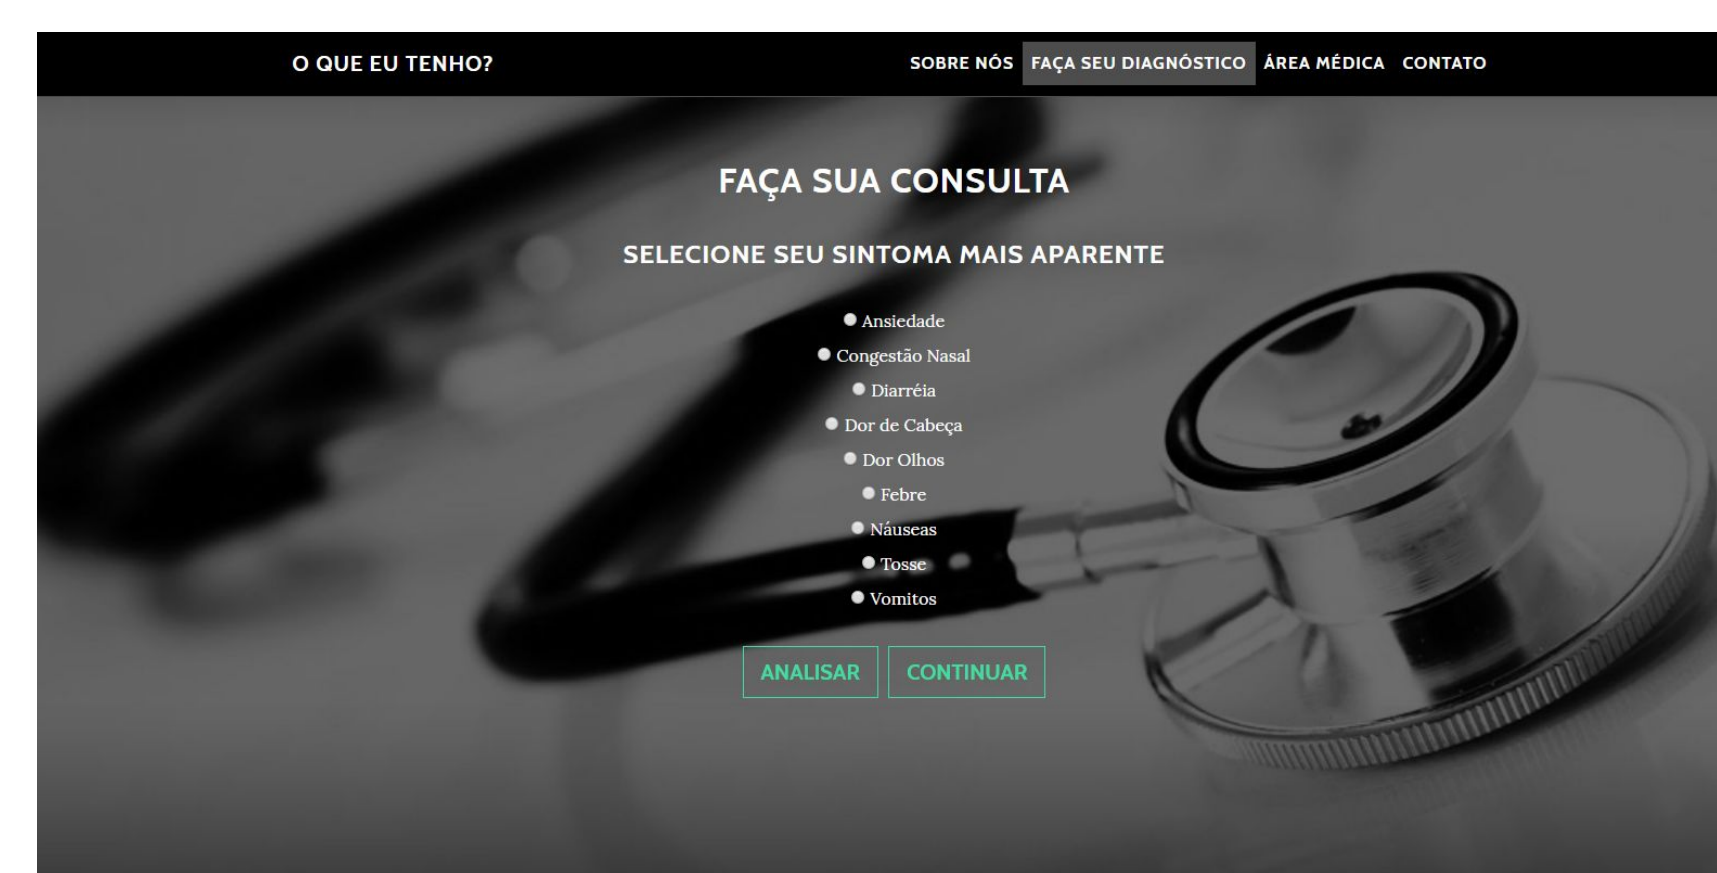 O QUE EU TENHO? SOBRE NÓS FAÇA SEU DIAGNÓSTICO ÁREA MÉDICA CONTATO
FAÇA SUA CONSULTA
SELECIONE SEU SINTOMA MAIS APARENTE
Ansiedade
Congestão Nasal
Diarréia
Dor de Cabeça
Dor Olhos
Febre
Náuseas
Tosse
Vomitos
ANALISAR CONTINUAR